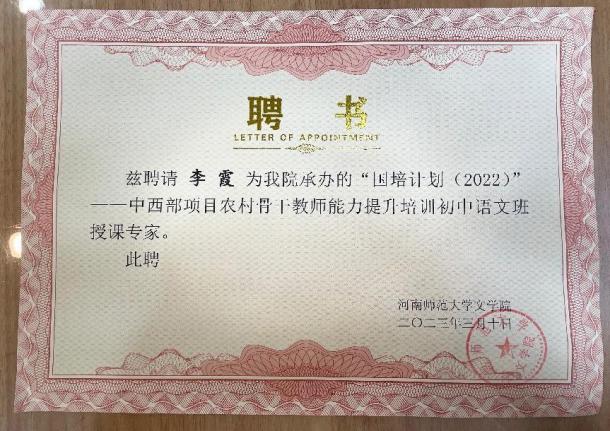 聘 书
LETTER OF APPOINTMENT
兹聘请 李霞 为我院承办的“国培计划（2022）”
——中西部项目农村骨干教师能力提升培训初中语文班
授课专家。
此聘
河南师范大学文学院
二〇二三年三月十日